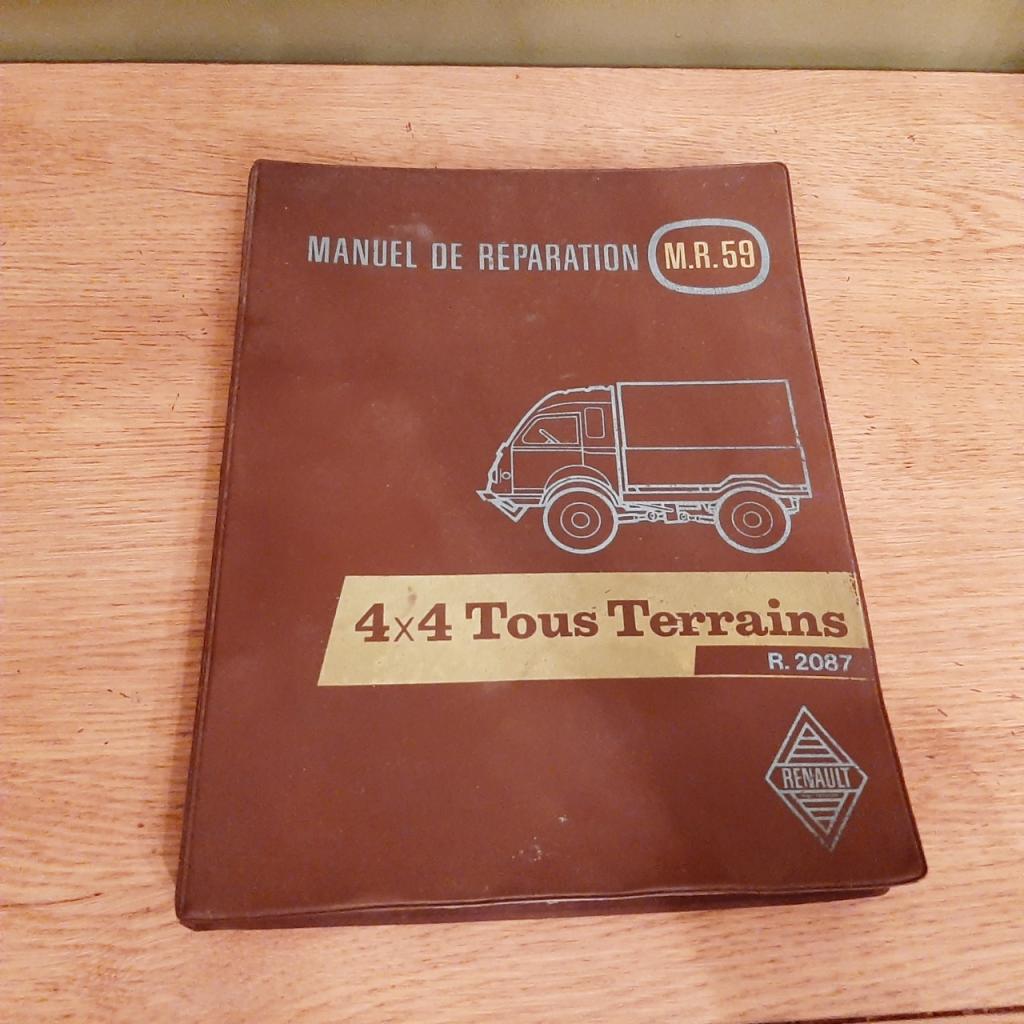 MANUEL DE RÉPARATION M.R.59
4x4 Tous Terrains
R. 2087
RENAULT